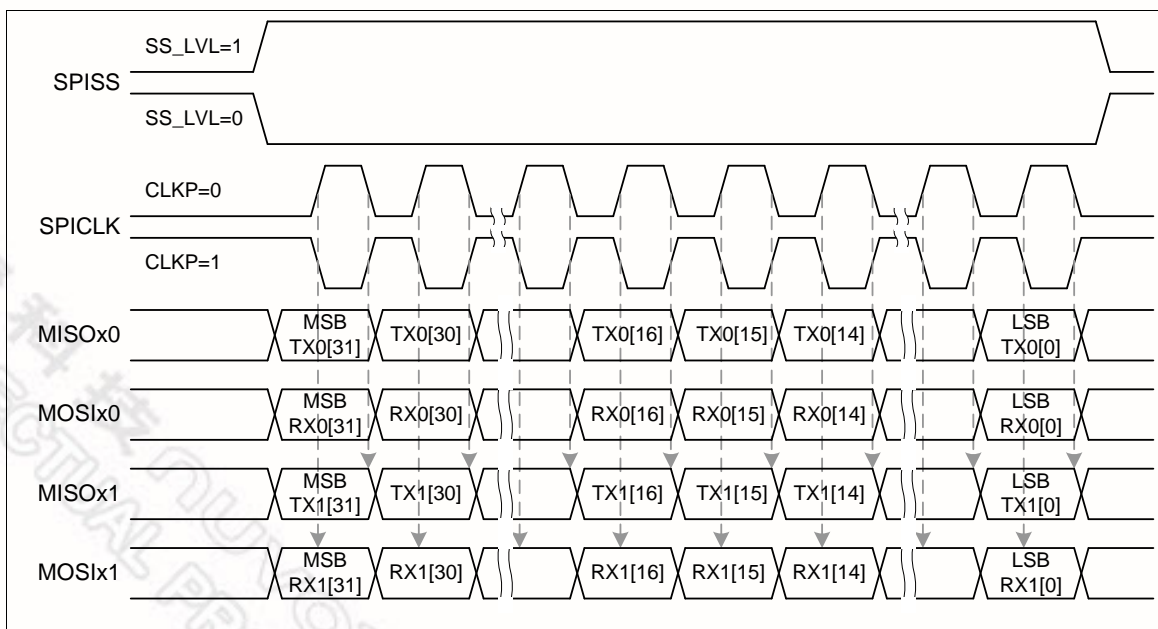 SS_LVL=1
SPISS
SS_LVL=0
CLKP=0
SPICLK
CLKP=1
MISOx0
MSB
TX0[31]
TX0[30]
TX0[16]
TX0[15]
TX0[14]
LSB
TX0[0]
MOSIx0
MSB
RX0[31]
RX0[30]
RX0[16]
RX0[15]
RX0[14]
LSB
RX0[0]
MISOx1
MSB
TX1[31]
TX1[30]
TX1[16]
TX1[15]
TX1[14]
LSB
TX1[0]
MOSIx1
MSB
RX1[31]
RX1[30]
RX1[16]
RX1[15]
RX1[14]
LSB
RX1[0]
科技